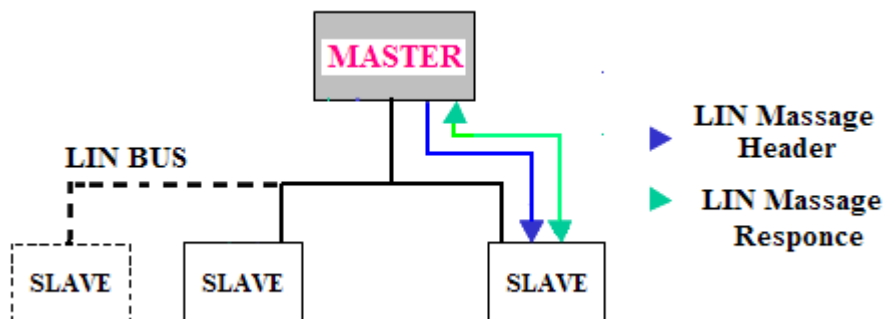 MASTER
LIN BUS
LIN Massage
Header
LIN Massage
Responce
SLAVE
SLAVE
SLAVE